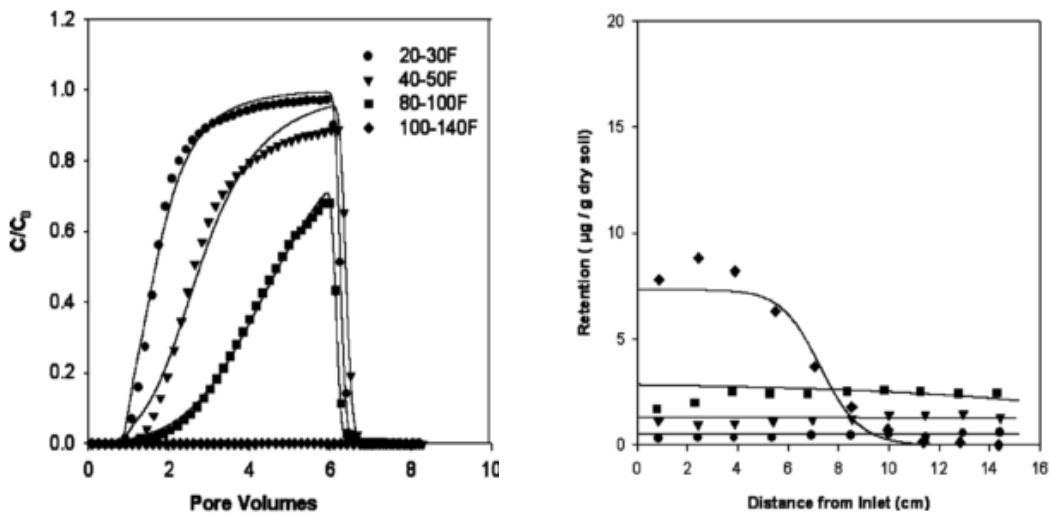 1.2
1.0
0.8
0.6
0.4
0.2
0.0
0 2 4 6 8 10
C/C₀
Pore Volumes
20-30F
40-50F
80-100F
100-140F
20
15
10
5
0
0 2 4 6 8 10 12 14 16
Retention ( µg / g dry soil)
Distance from Inlet (cm)